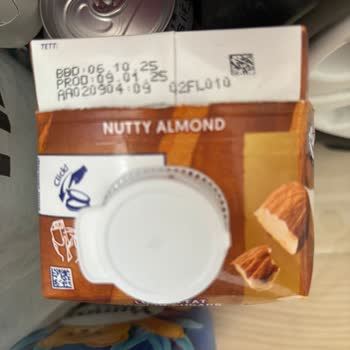 TETT:
BBD:06.10.25
PROD:09.01.25
AA020904:09 02FL010
NUTTY ALMOND
Click!